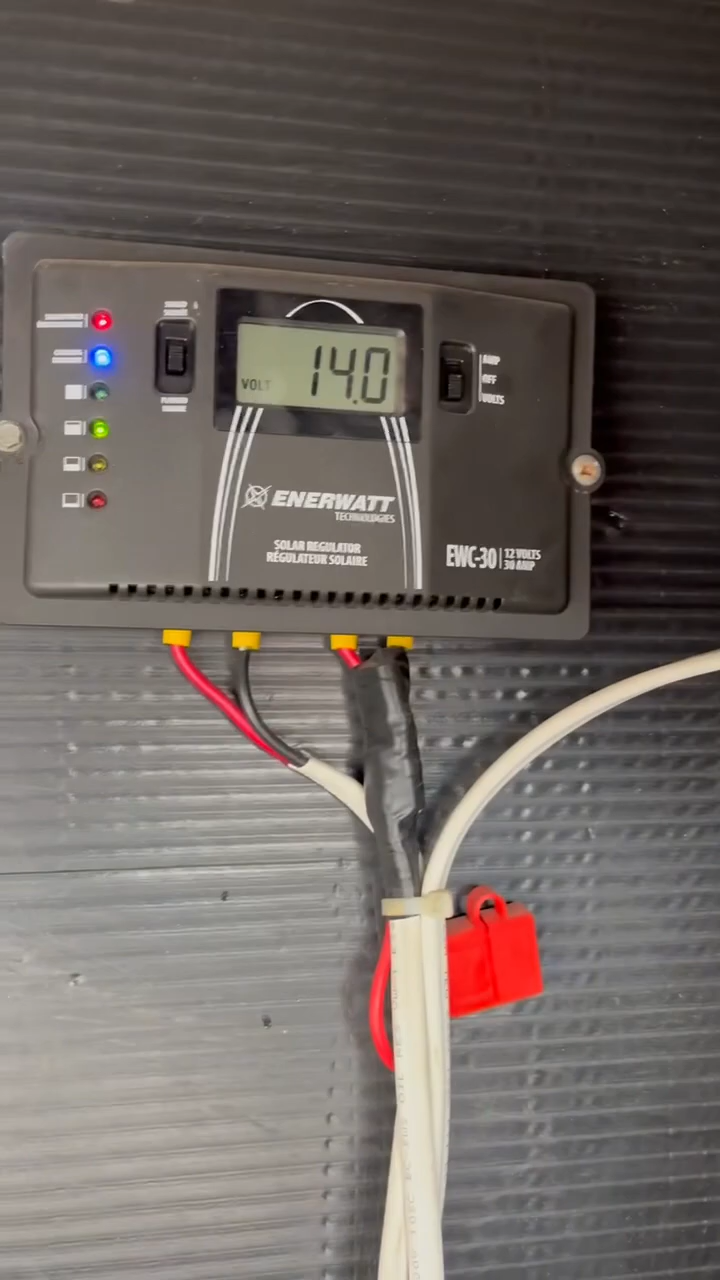 AMP
OFF
VOLTS
VOLT 14.0
ENERWATT
TECHNOLOGIES
SOLAR REGULATOR
RÉGULATEUR SOLAIRE
EWC-30 12 VOLTS
30 AMP